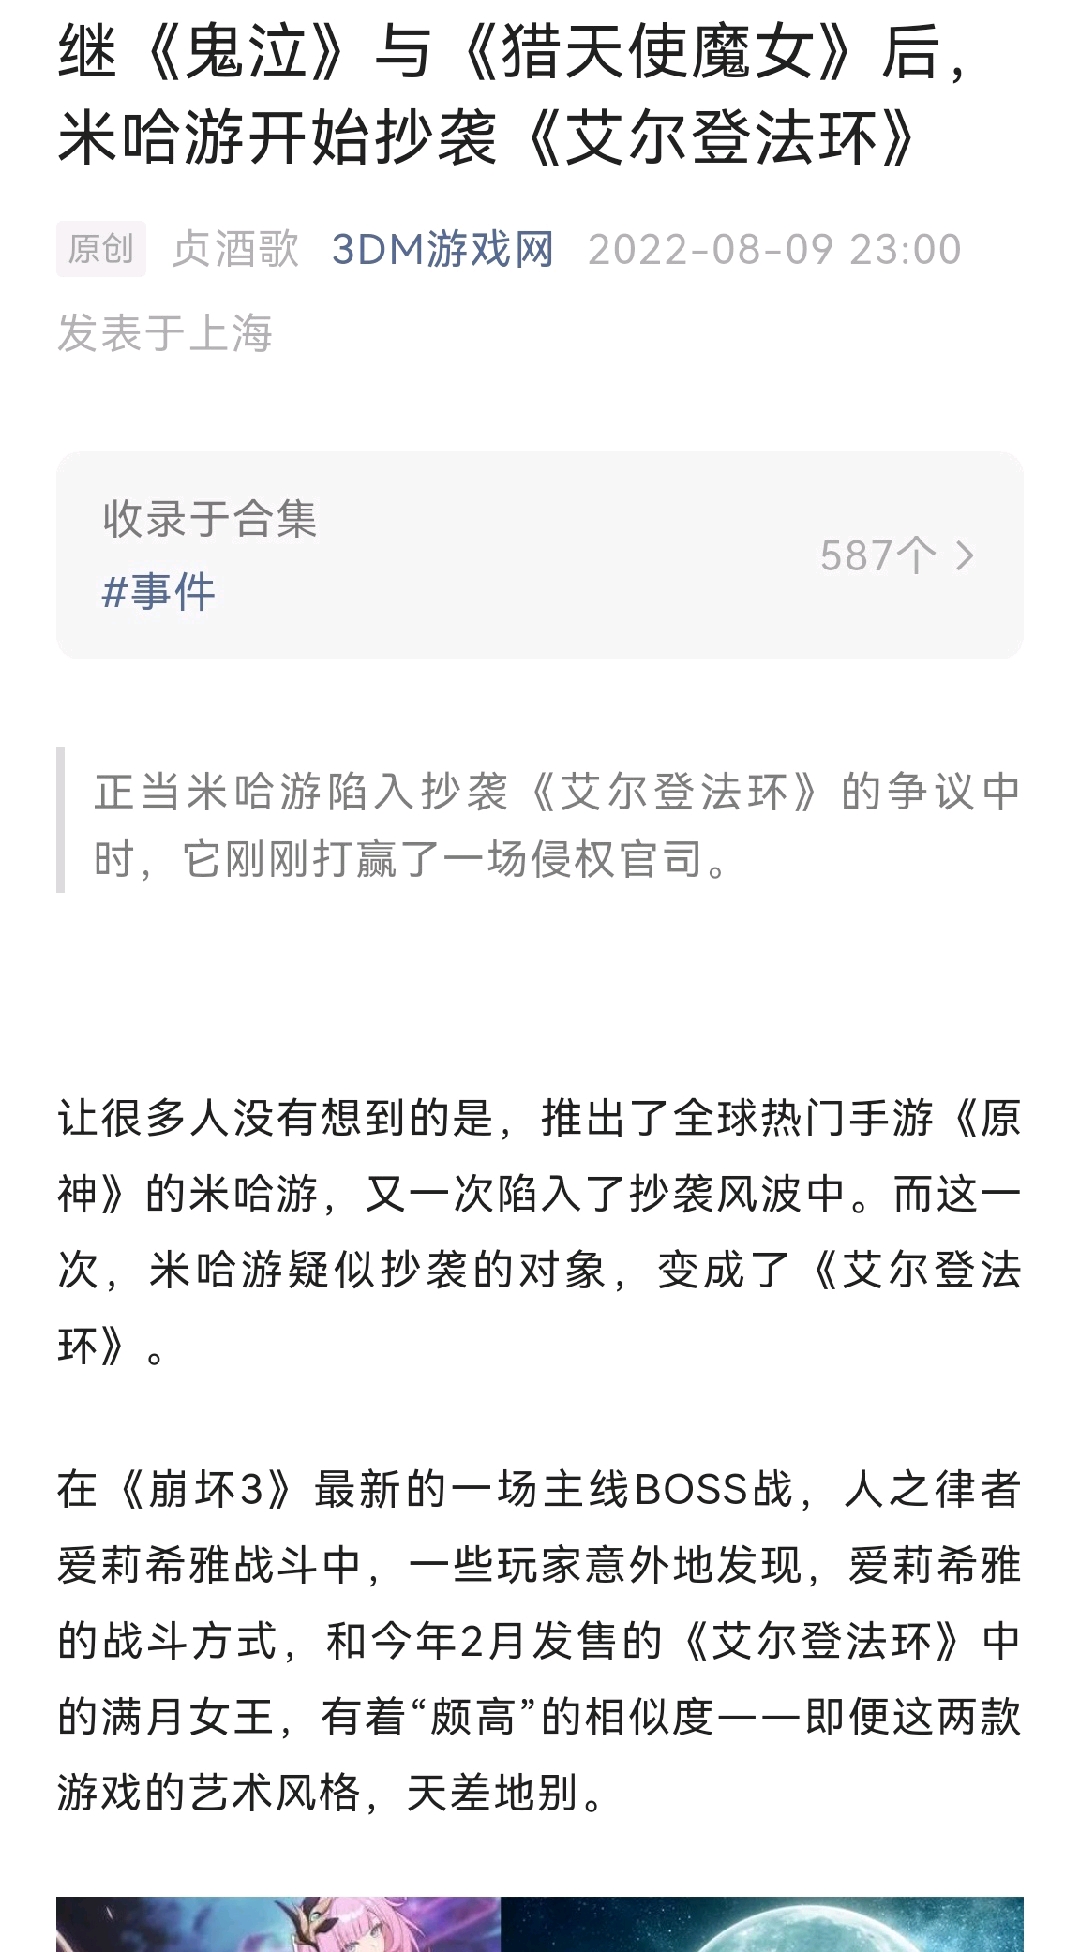 继《鬼泣》与《猎天使魔女》后，
米哈游开始抄袭《艾尔登法环》
原创 贞酒歌 3DM游戏网 2022-08-09 23:00
发表于上海
收录于合集
#事件
587个
正当米哈游陷入抄袭《艾尔登法环》的争议中
时，它刚刚打赢了一场侵权官司。
让很多人没有想到的是，推出了全球热门手游《原
神》的米哈游，又一次陷入了抄袭风波中。而这一
次，米哈游疑似抄袭的对象，变成了《艾尔登法
环》。
在《崩坏3》最新的一场主线BOSS战，人之律者
爱莉希雅战斗中，一些玩家意外地发现，爱莉希雅
的战斗方式，和今年2月发售的《艾尔登法环》中
的满月女王，有着“颇高”的相似度——即便这两款
游戏的艺术风格，天差地别。